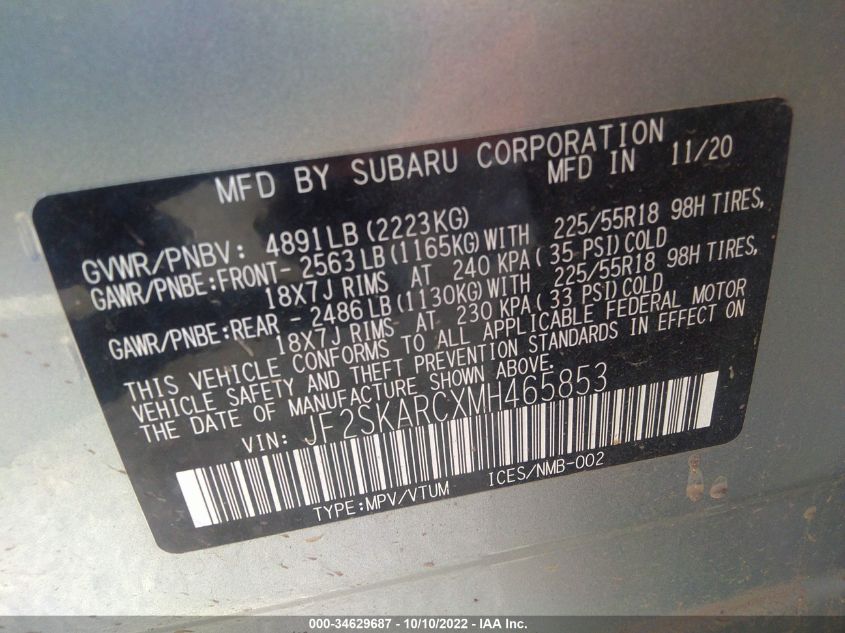 MFD BY SUBARU CORPORATION
MFD IN 11/20
GVWR/PNBV: 4891LB (2223KG)
GAWR/PNBE:FRONT- 2563 LB (1165KG)WITH 225/55R18 98H TIRES,
18X7J RIMS AT 240 KPA( 35 PSI)COLD
GAWR/PNBE:REAR - 2486 LB (1130KG)WITH 225/55R18 98H TIRES,
18X7J RIMS AT 230 KPA( 33 PSI)COLD
THIS VEHICLE CONFORMS TO ALL APPLICABLE FEDERAL MOTOR
VEHICLE SAFETY AND THEFT PREVENTION STANDARDS IN EFFECT ON
THE DATE OF MANUFACTURE SHOWN ABOVE.
VIN: JF2SKARCXMH465853
TYPE:MPV/VTUM ICES/NMB-002
000-34629687 - 10/10/2022 - IAA Inc.